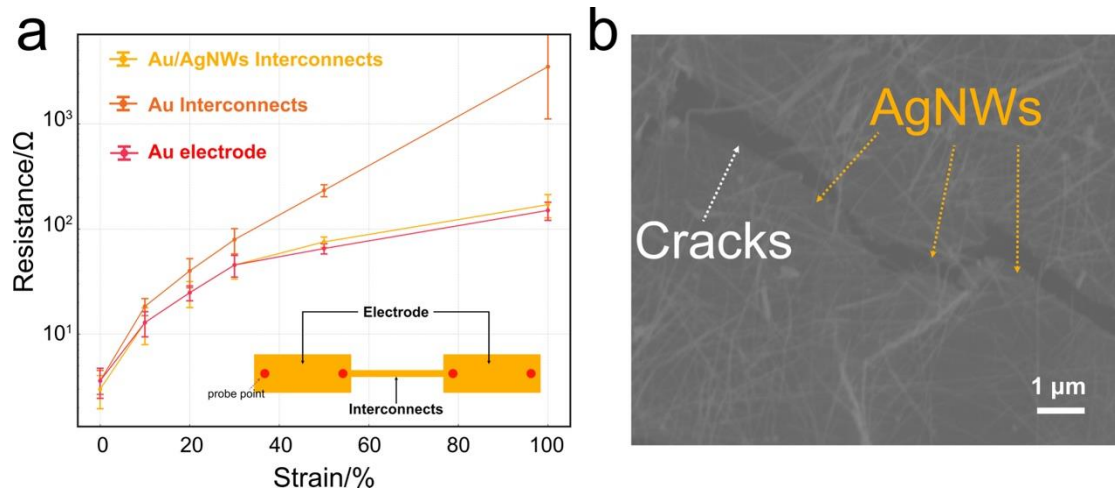 a
Au/AgNWs Interconnects
Au Interconnects
Au electrode
Resistance/Ω
10³
10²
10¹
Electrode
probe point
Interconnects
0
20
40
60
80
100
Strain/%
b
AgNWs
Cracks
1 μm